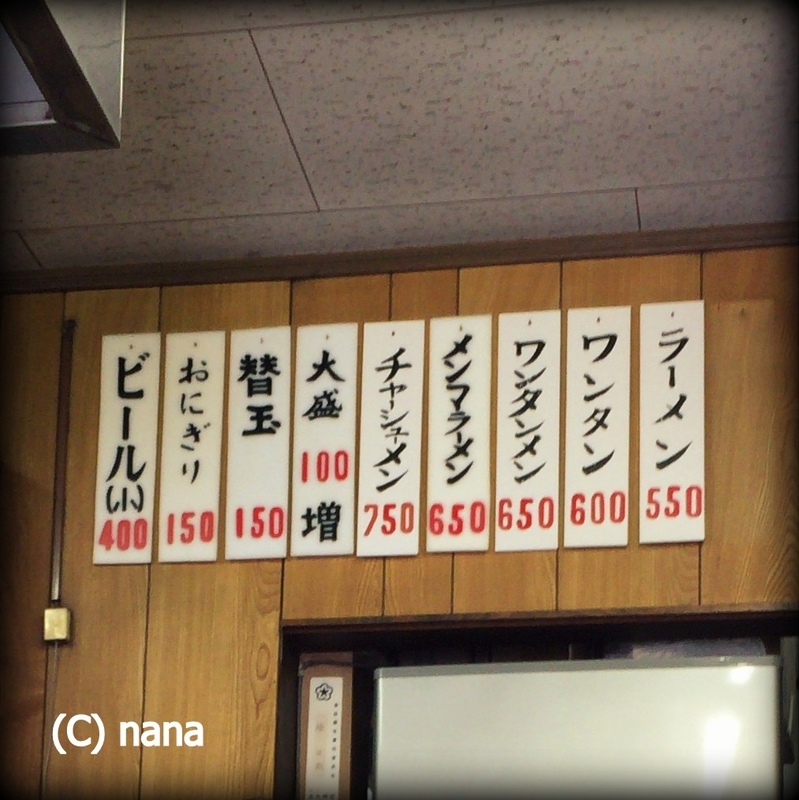 ラーメン
550
ワンタン
600
ワンタンメン
650
メンマラーメン
650
チャーシューメン
750
大盛
100
増
替玉
150
おにぎり
150
ビール(小)
400
(C) nana